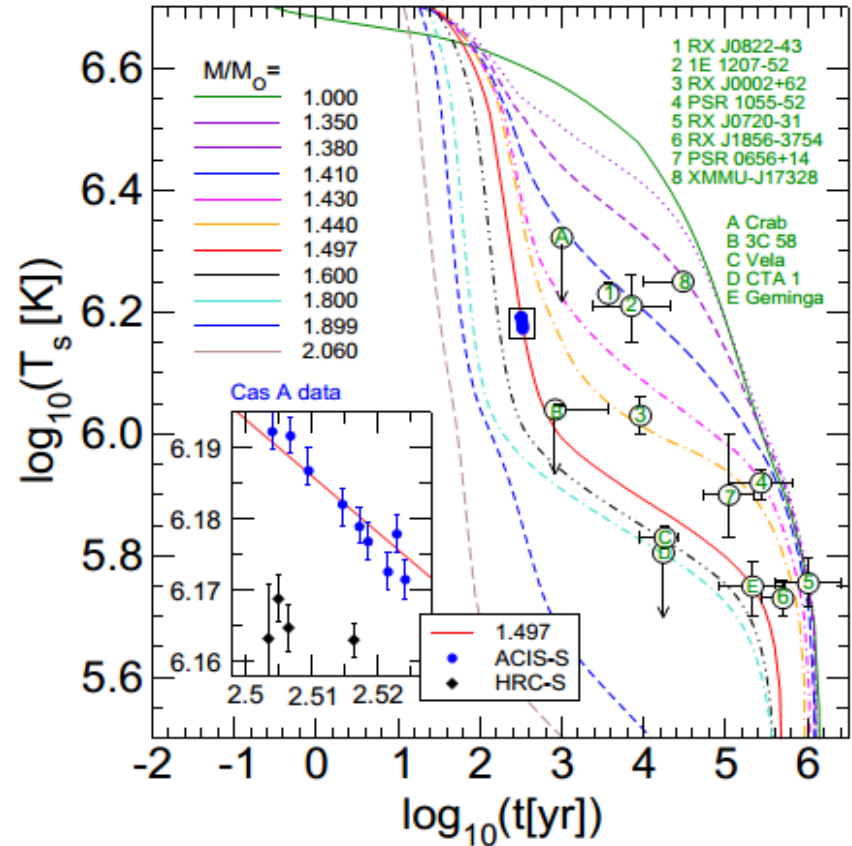 log10(Ts [K])
6.6
6.4
6.2
6.0
5.8
5.6
M/MO=
1.000
1.350
1.380
1.410
1.430
1.440
1.497
1.600
1.800
1.899
2.060
1 RX J0822-43
2 1E 1207-52
3 RX J0002+62
4 PSR 1055-52
5 RX J0720-31
6 RX J1856-3754
7 PSR 0656+14
8 XMMU-J17328
A Crab
B 3C 58
C Vela
D CTA 1
E Geminga
A
1
2
8
B
3
4
7
C
D
E
6
5
Cas A data
6.19
6.18
6.17
6.16
2.5
2.51
2.52
1.497
ACIS-S
HRC-S
-2 -1 0 1 2 3 4 5 6
log10(t[yr])